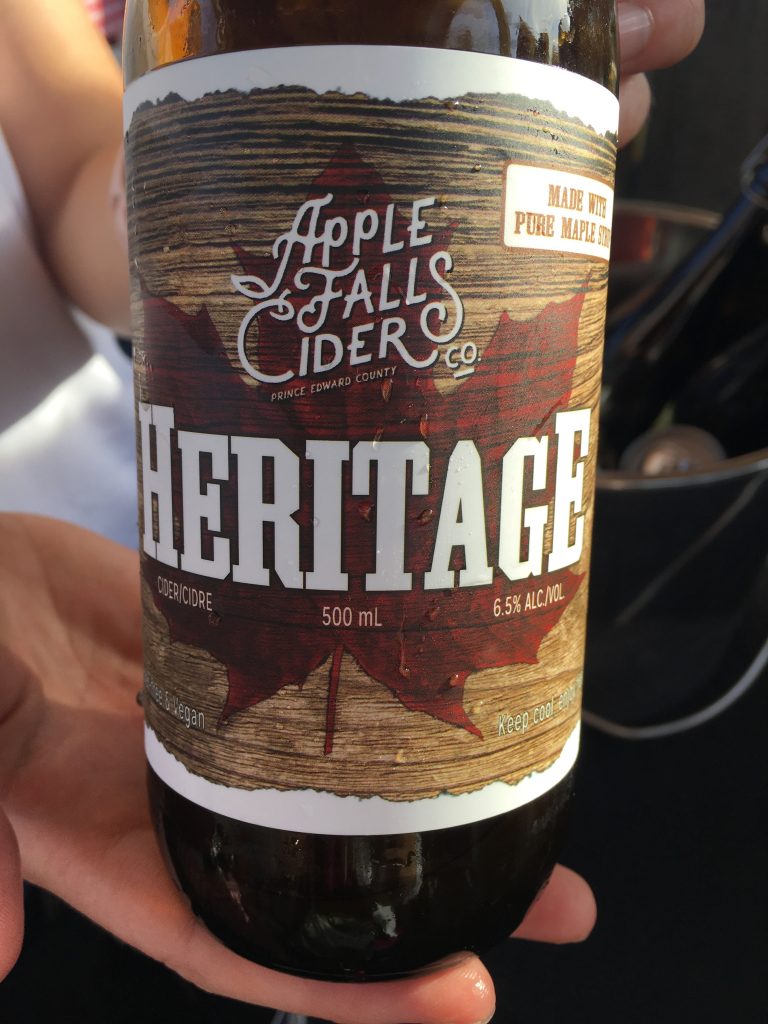 MADE WITH
PURE MAPLE
APPLE
FALLS
CIDER CO.
PRINCE EDWARD COUNTY
HERITAGE
CIDER/CIDRE
500 mL
6.5% ALC./VOL
& Vegan
Keep cool